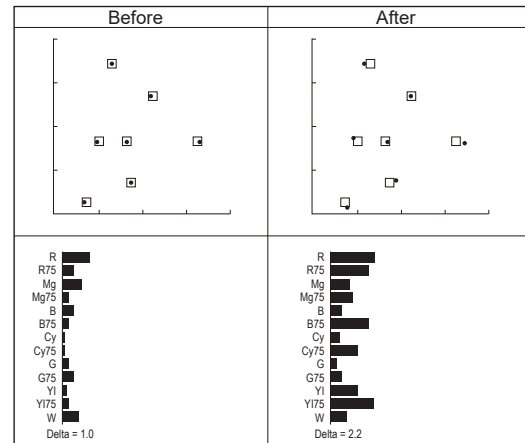 Before
After
R
R75
Mg
Mg75
B
B75
Cy
Cy75
G
G75
Yl
Yl75
W
Delta = 1.0
R
R75
Mg
Mg75
B
B75
Cy
Cy75
G
G75
Yl
Yl75
W
Delta = 2.2